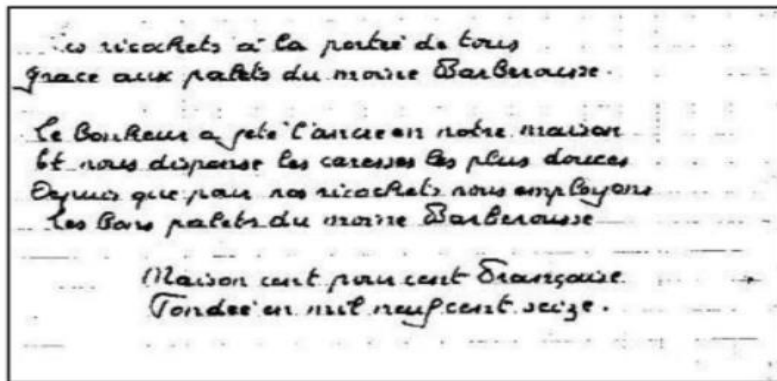 Les ricochets à la portée de tous
grace aux palets du moine Barberousse.
Le Bonheur a jeté l'ancre en notre maison
Et nous dispense les caresses les plus douces
Depuis que pour nos ricochets nous employons
Les Bons palets du moine Barberousse
Maison cent pour cent Française
Fondée en mil neuf cent seize.